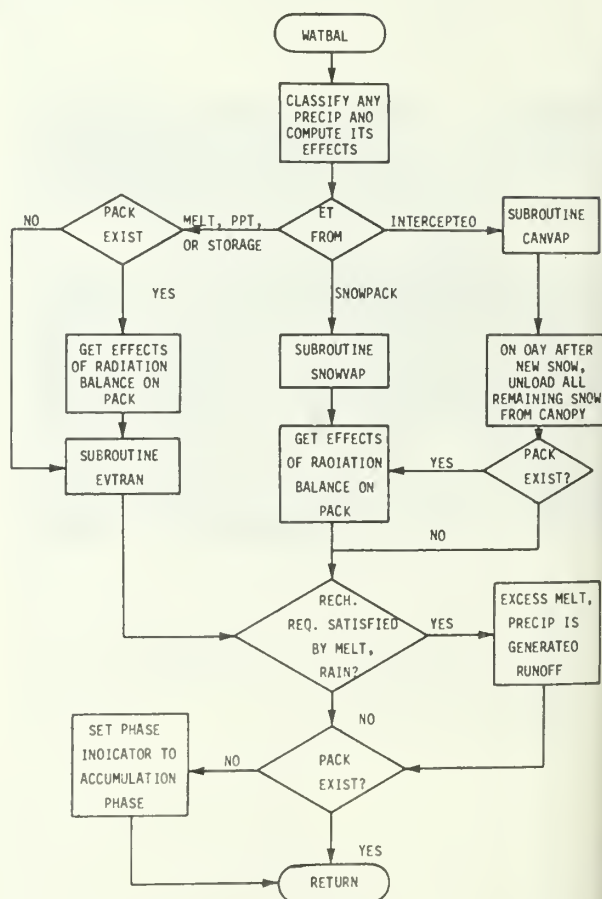 WATBAL
CLASSIFY ANY
PRECIP AND
COMPUTE ITS
EFFECTS
NO
PACK
EXIST
MELT, PPT,
OR STORAGE
ET
FROM
INTERCEPTED
SUBROUTINE
CANVAP
YES
SNOWPACK
GET EFFECTS
OF RADIATION
BALANCE ON
PACK
SUBROUTINE
SNOWVAP
ON OAY AFTER
NEW SNOW,
UNLOAD ALL
REMAINING SNOW
FROM CANOPY
SUBROUTINE
EVTRAN
GET EFFECTS
OF RAOIATION
BALANCE ON
PACK
YES
PACK
EXIST?
NO
RECH.
REQ. SATISFIED
BY MELT,
RAIN?
YES
EXCESS MELT,
PRECIP IS
GENERATED
RUNOFF
NO
SET PHASE
INOICATOR TO
ACCUMULATION
PHASE
NO
PACK
EXIST?
YES
RETURN